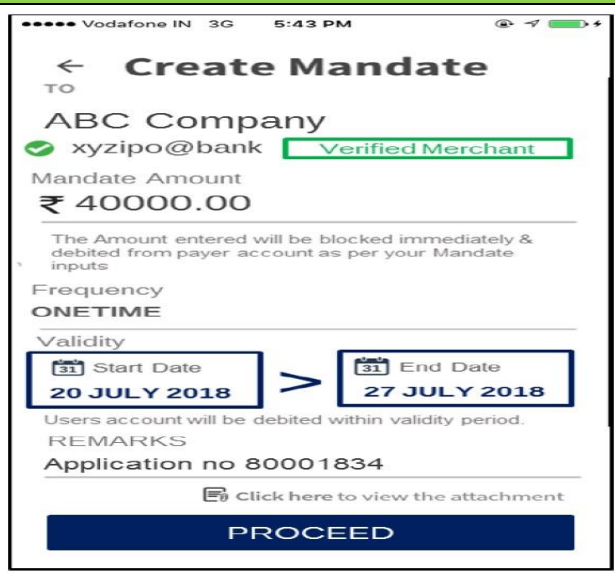 Vodafone IN 3G 5:43 PM
← Create Mandate
TO
ABC Company
xyzipo@bank Verified Merchant
Mandate Amount
₹ 40000.00
The Amount entered will be blocked immediately &
debited from payer account as per your Mandate
inputs
Frequency
ONETIME
Validity
31 Start Date
20 JULY 2018
>
31 End Date
27 JULY 2018
Users account will be debited within validity period.
REMARKS
Application no 80001834
Click here to view the attachment
PROCEED